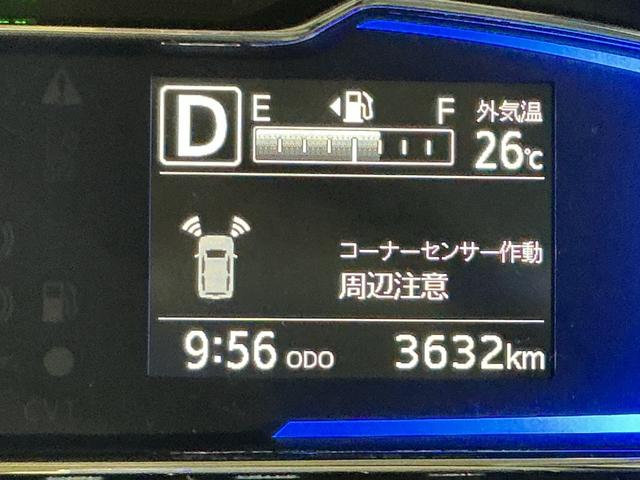 D E F 外気温
26℃
コーナーセンサー作動
周辺注意
9:56 ODO 3632km
CVT